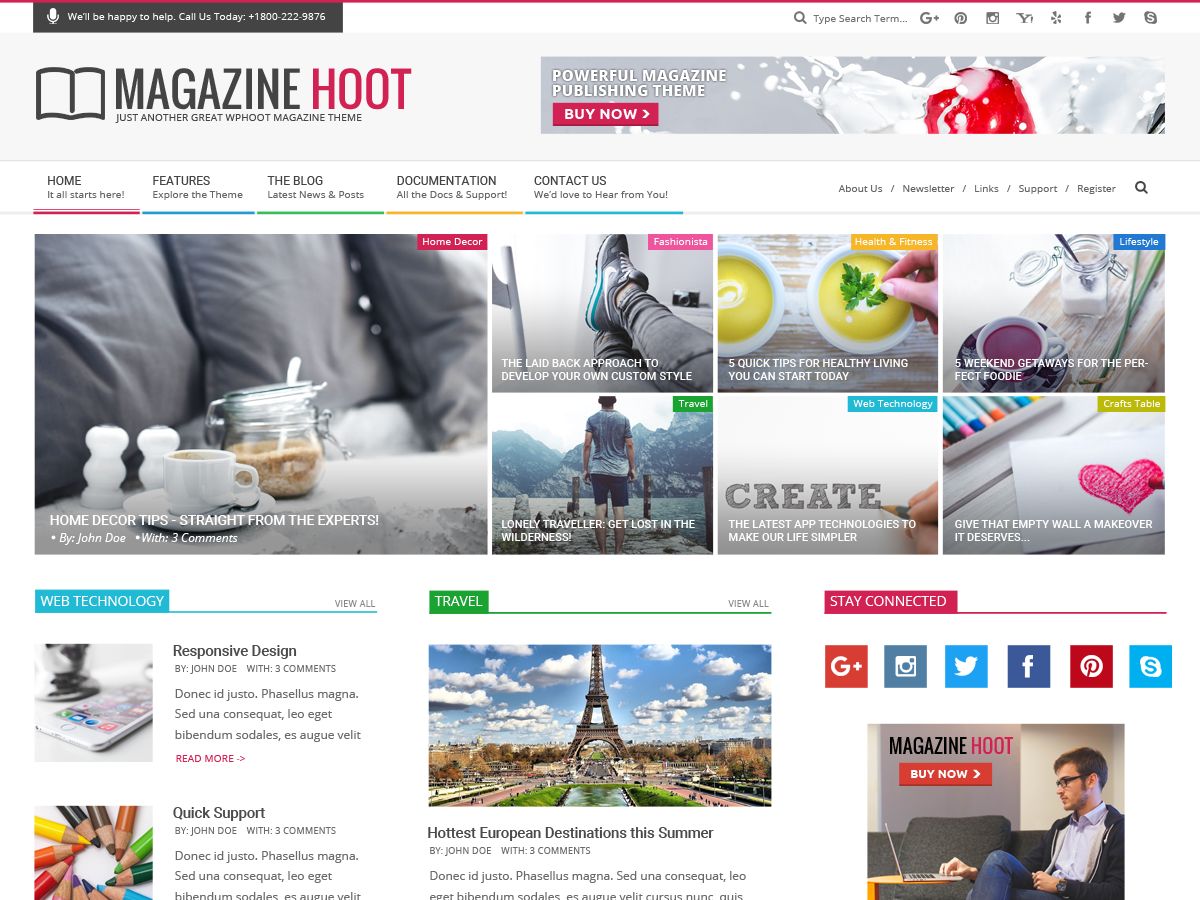 We'll be happy to help. Call Us Today: +1800-222-9876
Type Search Term...
MAGAZINE HOOT
JUST ANOTHER GREAT WPHOOT MAGAZINE THEME
POWERFUL MAGAZINE
PUBLISHING THEME
BUY NOW >
HOME
It all starts here!
FEATURES
Explore the Theme
THE BLOG
Latest News & Posts
DOCUMENTATION
All the Docs & Support!
CONTACT US
We'd love to Hear from You!
About Us / Newsletter / Links / Support / Register
Home Decor
HOME DECOR TIPS - STRAIGHT FROM THE EXPERTS!
• By: John Doe •With: 3 Comments
Fashionista
THE LAID BACK APPROACH TO
DEVELOP YOUR OWN CUSTOM STYLE
Health & Fitness
5 QUICK TIPS FOR HEALTHY LIVING
YOU CAN START TODAY
Lifestyle
5 WEEKEND GETAWAYS FOR THE PER-
FECT FOODIE
Travel
LONELY TRAVELLER: GET LOST IN THE
WILDERNESS!
Web Technology
CREATE
THE LATEST APP TECHNOLOGIES TO
MAKE OUR LIFE SIMPLER
Crafts Table
GIVE THAT EMPTY WALL A MAKEOVER
IT DESERVES...
WEB TECHNOLOGY
VIEW ALL
Responsive Design
BY: JOHN DOE WITH: 3 COMMENTS
Donec id justo. Phasellus magna.
Sed una consequat, leo eget
bibendum sodales, es augue velit
READ MORE ->
Quick Support
BY: JOHN DOE WITH: 3 COMMENTS
Donec id justo. Phasellus magna.
Sed una consequat, leo eget
bibendum sodales, es augue velit
TRAVEL
VIEW ALL
Hottest European Destinations this Summer
BY: JOHN DOE WITH: 3 COMMENTS
Donec id justo. Phasellus magna. Sed una consequat, leo
eget bibendum sodales, es augue velit cursus nunc, quis
STAY CONNECTED
MAGAZINE HOOT
BUY NOW >